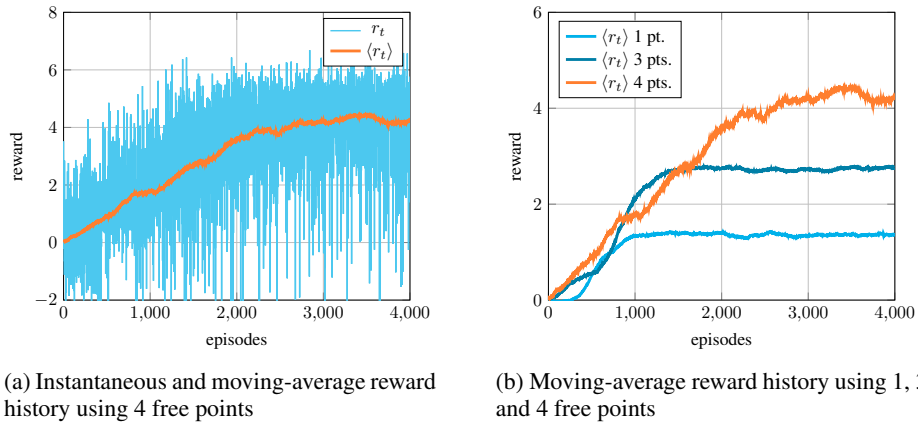 8
6
4
2
0
−2
reward
r_t
⟨r_t⟩
0
1,000
2,000
3,000
4,000
episodes
(a) Instantaneous and moving-average reward
history using 4 free points
6
4
2
0
reward
⟨r_t⟩ 1 pt.
⟨r_t⟩ 3 pts.
⟨r_t⟩ 4 pts.
0
1,000
2,000
3,000
4,000
episodes
(b) Moving-average reward history using 1,
and 4 free points